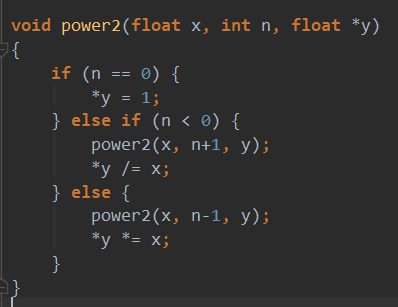 void power2(float x, int n, float *y)
{
    if (n == 0) {
        *y = 1;
    } else if (n < 0) {
        power2(x, n+1, y);
        *y /= x;
    } else {
        power2(x, n-1, y);
        *y *= x;
    }
}